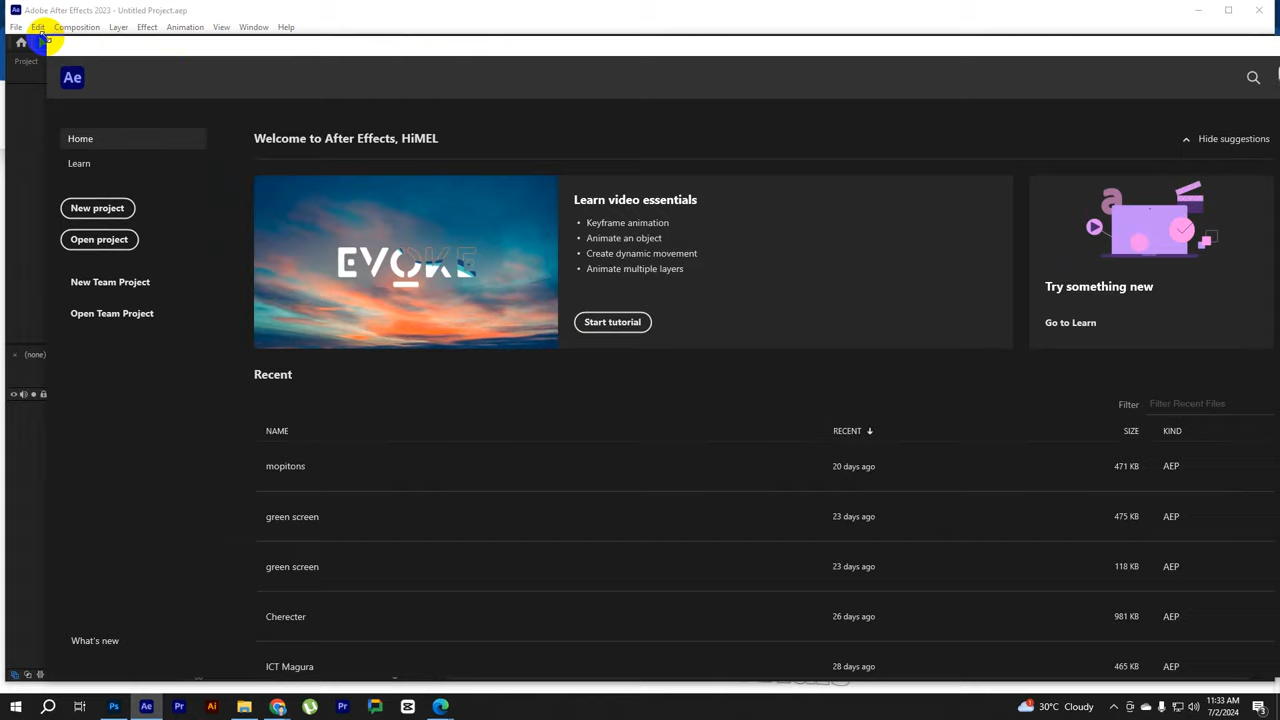 Adobe After Effects 2023 - Untitled Project.aep
File Edit Composition Layer Effect Animation View Window Help
Project
Ae
Home
Learn
New project
Open project
New Team Project
Open Team Project
What's new
Welcome to After Effects, HiMEL
Hide suggestions
EVOKE
Learn video essentials
• Keyframe animation
• Animate an object
• Create dynamic movement
• Animate multiple layers
Start tutorial
Try something new
Go to Learn
Recent
Filter Filter Recent Files
NAME RECENT SIZE KIND
mopitons 20 days ago 471 KB AEP
green screen 23 days ago 475 KB AEP
green screen 23 days ago 118 KB AEP
Cherecter 26 days ago 981 KB AEP
ICT Magura 28 days ago 465 KB AEP
(none)
Ps Ae Pr Ai Pr
30°C Cloudy
11:33 AM
7/2/2024